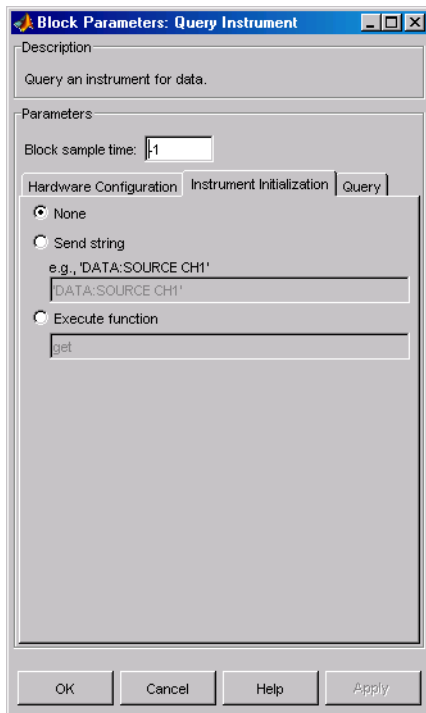 Block Parameters: Query Instrument
Description
Query an instrument for data.
Parameters
Block sample time: -1
Hardware Configuration Instrument Initialization Query
None
Send string
e.g., 'DATA:SOURCE CH1'
'DATA:SOURCE CH1'
Execute function
get
OK Cancel Help Apply